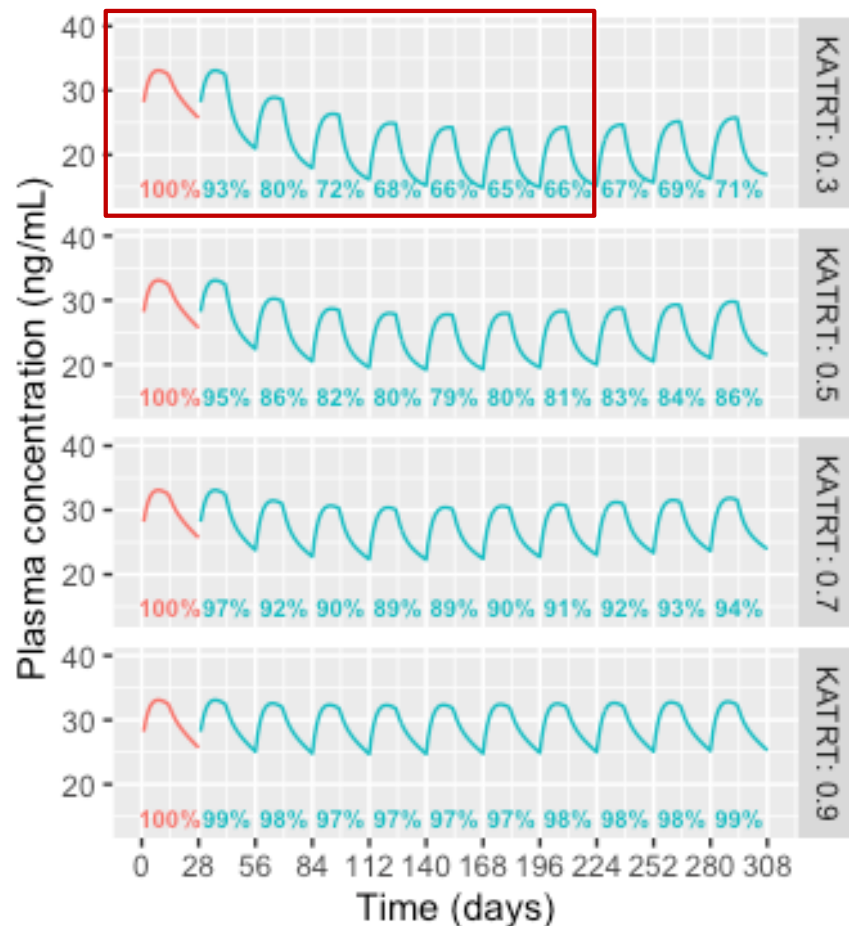 Plasma concentration (ng/mL)
40
30
20
100% 93% 80% 72% 68% 66% 65% 66% 67% 69% 71%
KATRT: 0.3
40
30
20
100% 95% 86% 82% 80% 79% 80% 81% 83% 84% 86%
KATRT: 0.5
40
30
20
100% 97% 92% 90% 89% 89% 90% 91% 92% 93% 94%
KATRT: 0.7
40
30
20
100% 99% 98% 97% 97% 97% 97% 98% 98% 98% 99%
KATRT: 0.9
0 28 56 84 112 140 168 196 224 252 280 308
Time (days)